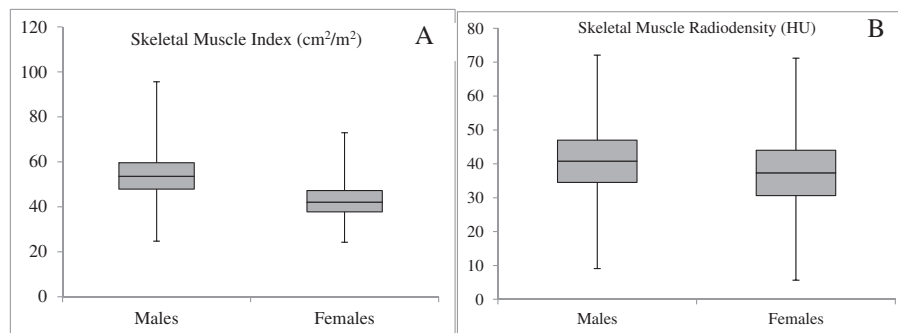 Skeletal Muscle Index (cm²/m²)
A
120
100
80
60
40
20
0
Males
Females
Skeletal Muscle Radiodensity (HU)
B
80
70
60
50
40
30
20
10
0
Males
Females